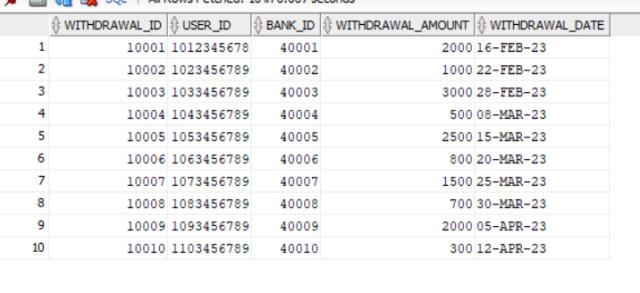 SQL | All Rows Fetched: 10 in 0.007 seconds
WITHDRAWAL_ID USER_ID BANK_ID WITHDRAWAL_AMOUNT WITHDRAWAL_DATE
1 10001 1012345678 40001 2000 16-FEB-23
2 10002 1023456789 40002 1000 22-FEB-23
3 10003 1033456789 40003 3000 28-FEB-23
4 10004 1043456789 40004 500 08-MAR-23
5 10005 1053456789 40005 2500 15-MAR-23
6 10006 1063456789 40006 800 20-MAR-23
7 10007 1073456789 40007 1500 25-MAR-23
8 10008 1083456789 40008 700 30-MAR-23
9 10009 1093456789 40009 2000 05-APR-23
10 10010 1103456789 40010 300 12-APR-23